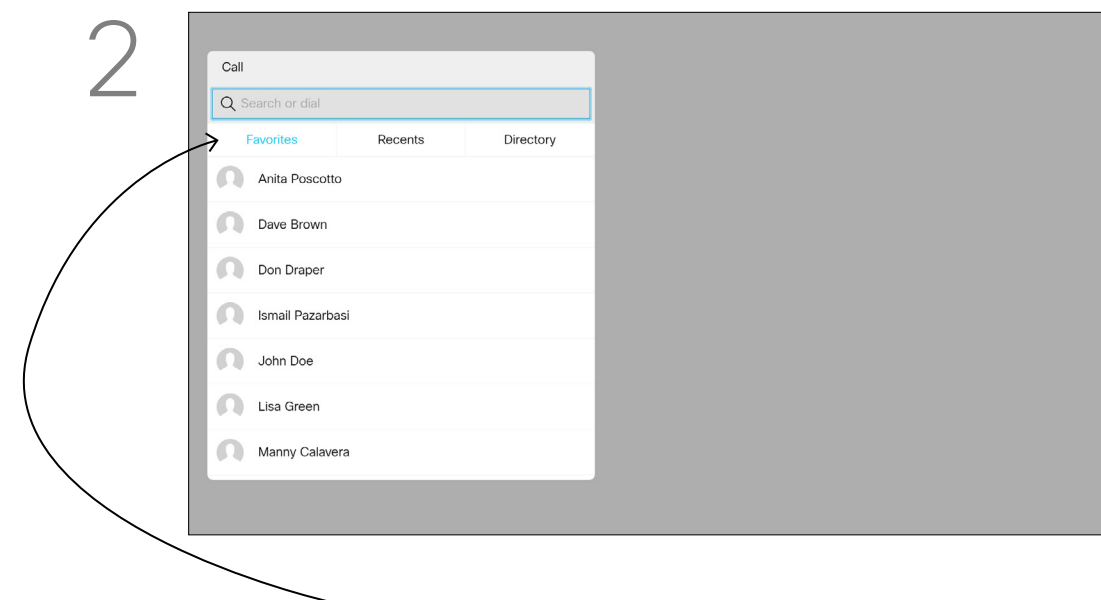 2
Call
Search or dial
Favorites Recents Directory
Anita Poscotto
Dave Brown
Don Draper
Ismail Pazarbasi
John Doe
Lisa Green
Manny Calavera